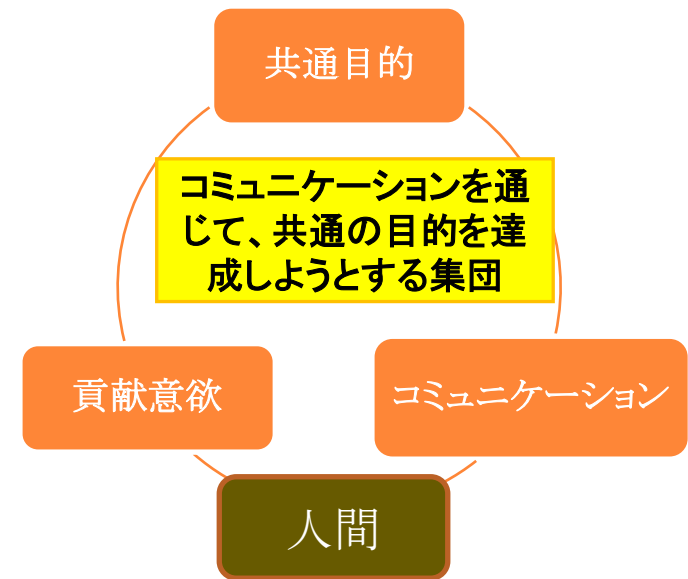 共通目的
コミュニケーションを通
じて、共通の目的を達
成しようとする集団
貢献意欲
コミュニケーション
人間